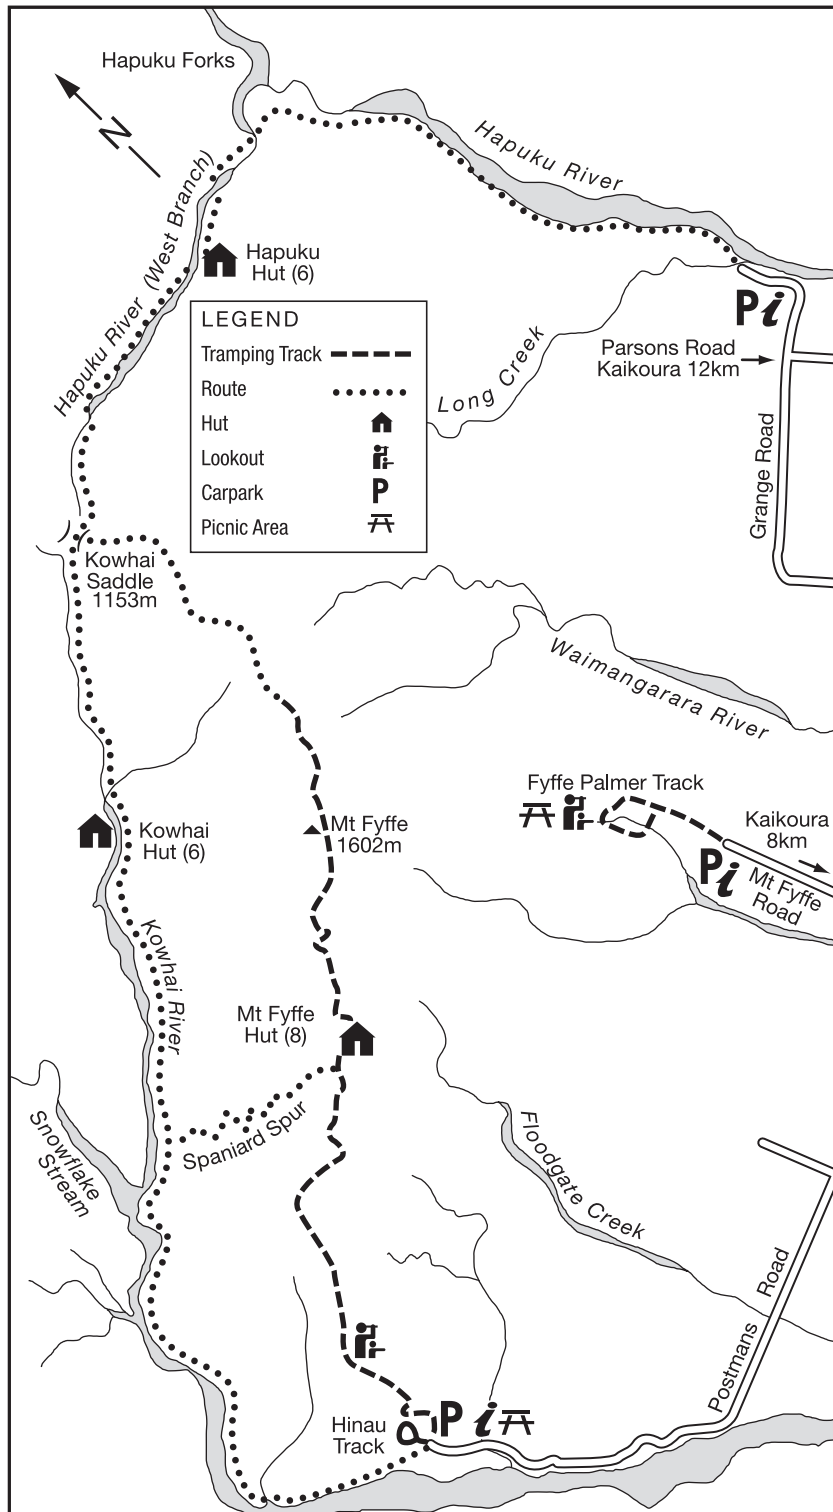 Hapuku Forks
N
Hapuku River
Hapuku River (West Branch)
Hapuku
Hut (6)
P i
LEGEND
Tramping Track
Route
Hut
Lookout
Carpark P
Picnic Area
Parsons Road
Kaikoura 12km
Long Creek
Grange Road
Kowhai
Saddle
1153m
Waimangarara River
Fyffe Palmer Track
Kaikoura
8km
P i
Mt Fyffe
Road
Mt Fyffe
1602m
Kowhai
Hut (6)
Kowhai River
Mt Fyffe
Hut (8)
Spaniard Spur
Snowflake
Stream
Floodgate Creek
Postmans Road
Hinau
Track
P i